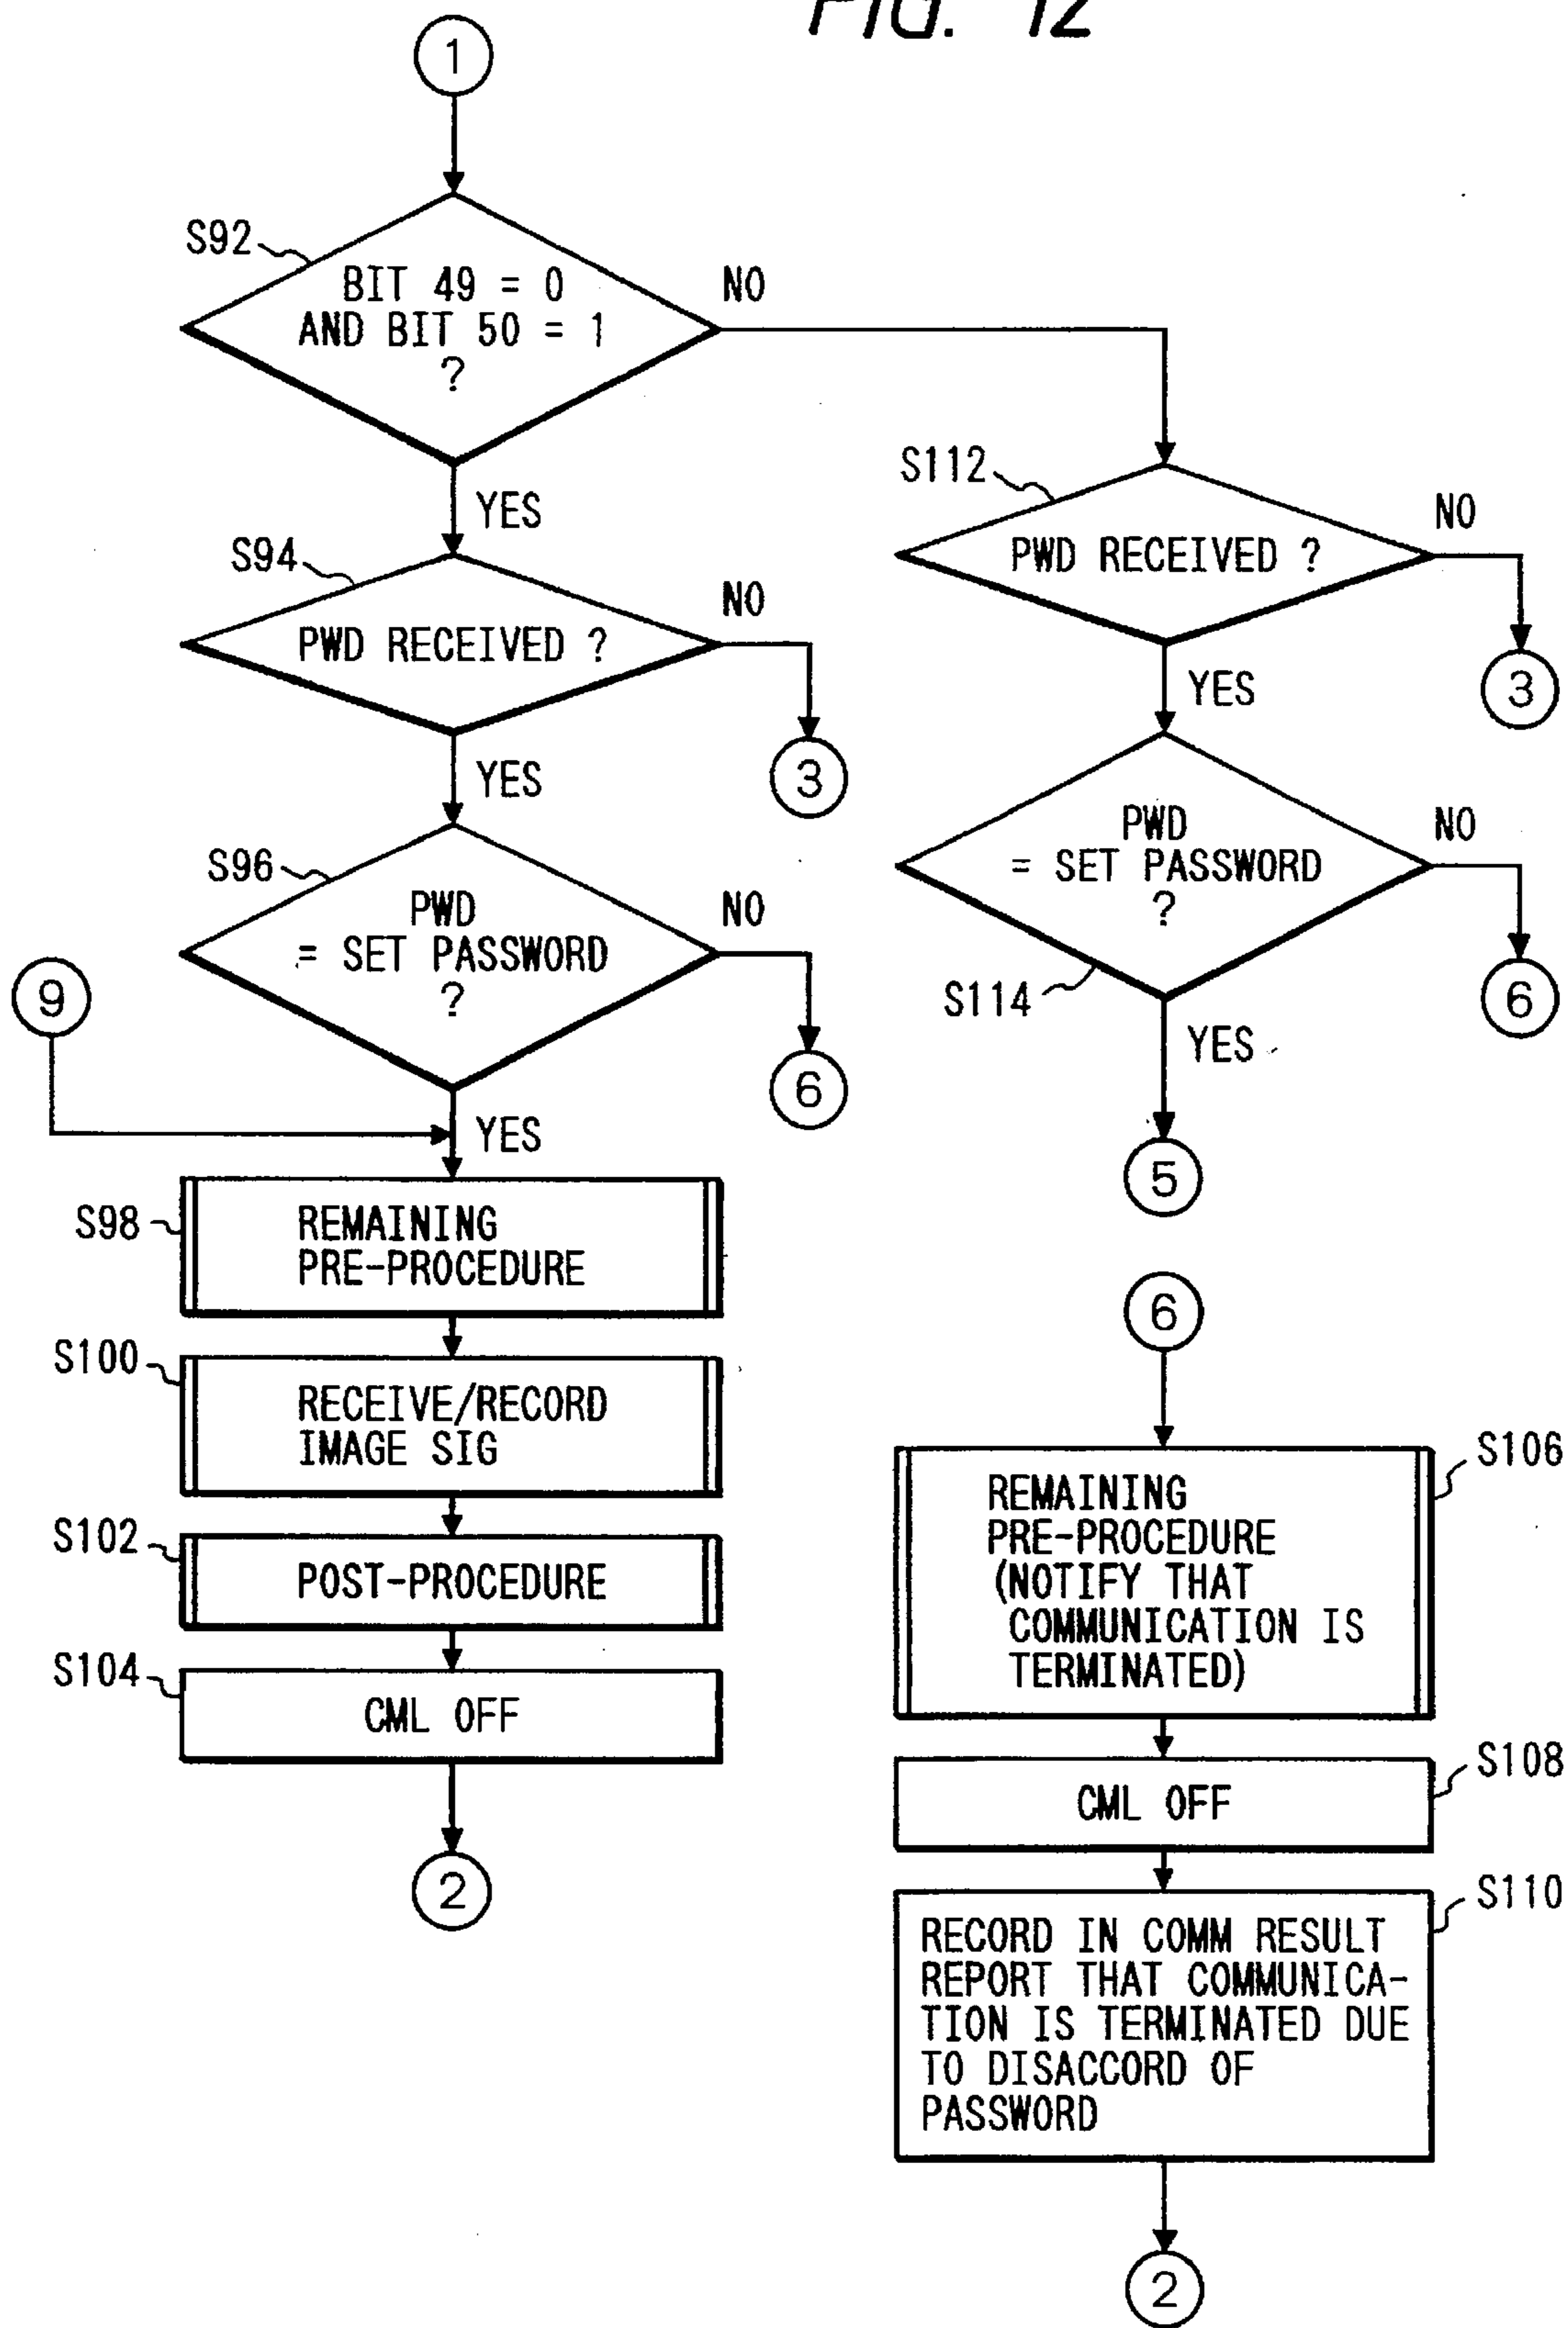 FIG. 12
1
S92
BIT 49 = 0
AND BIT 50 = 1
?
NO
YES
S94
PWD RECEIVED ?
NO
3
YES
S96
PWD
= SET PASSWORD
?
NO
6
9
YES
S98
REMAINING
PRE-PROCEDURE
S100
RECEIVE/RECORD
IMAGE SIG
S102
POST-PROCEDURE
S104
CML OFF
2
S112
PWD RECEIVED ?
NO
3
YES
PWD
= SET PASSWORD
?
NO
6
S114
YES
5
6
S106
REMAINING
PRE-PROCEDURE
(NOTIFY THAT
COMMUNICATION IS
TERMINATED)
S108
CML OFF
S110
RECORD IN COMM RESULT
REPORT THAT COMMUNICA-
TION IS TERMINATED DUE
TO DISACCORD OF
PASSWORD
2